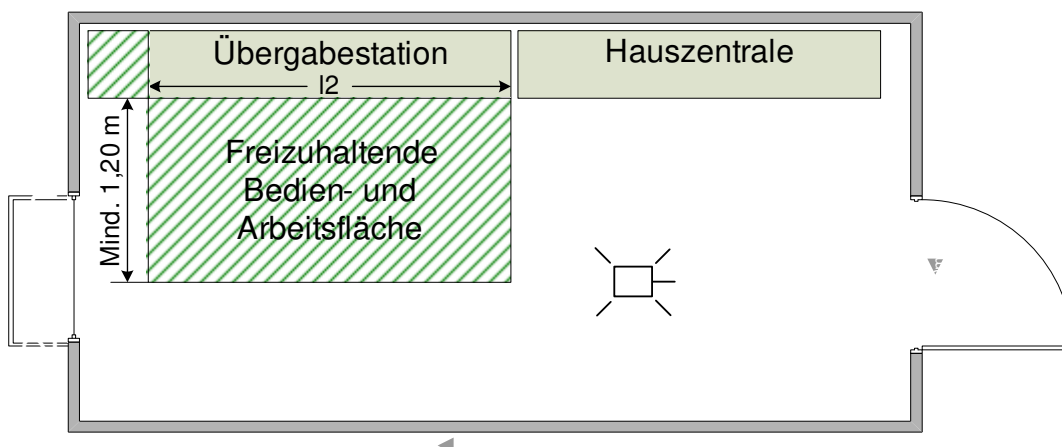 Übergabestation
Hauszentrale
l2
Mind. 1,20 m
Freizuhaltende
Bedien- und
Arbeitsfläche